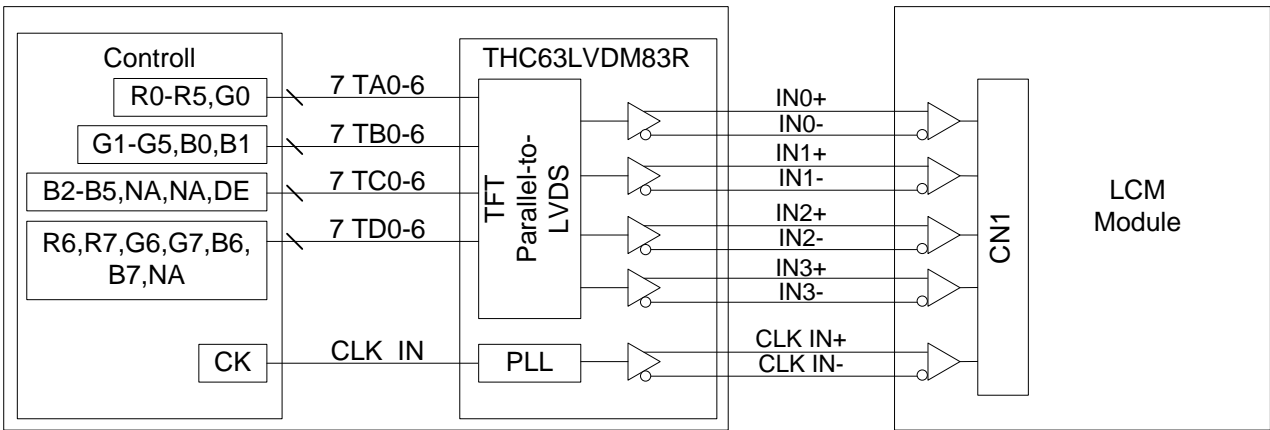 Controll
R0-R5,G0
G1-G5,B0,B1
B2-B5,NA,NA,DE
R6,R7,G6,G7,B6,
B7,NA
CK
7 TA0-6
7 TB0-6
7 TC0-6
7 TD0-6
CLK IN
THC63LVDM83R
TFT
Parallel-to-
LVDS
PLL
IN0+
IN0-
IN1+
IN1-
IN2+
IN2-
IN3+
IN3-
CLK IN+
CLK IN-
CN1
LCM
Module